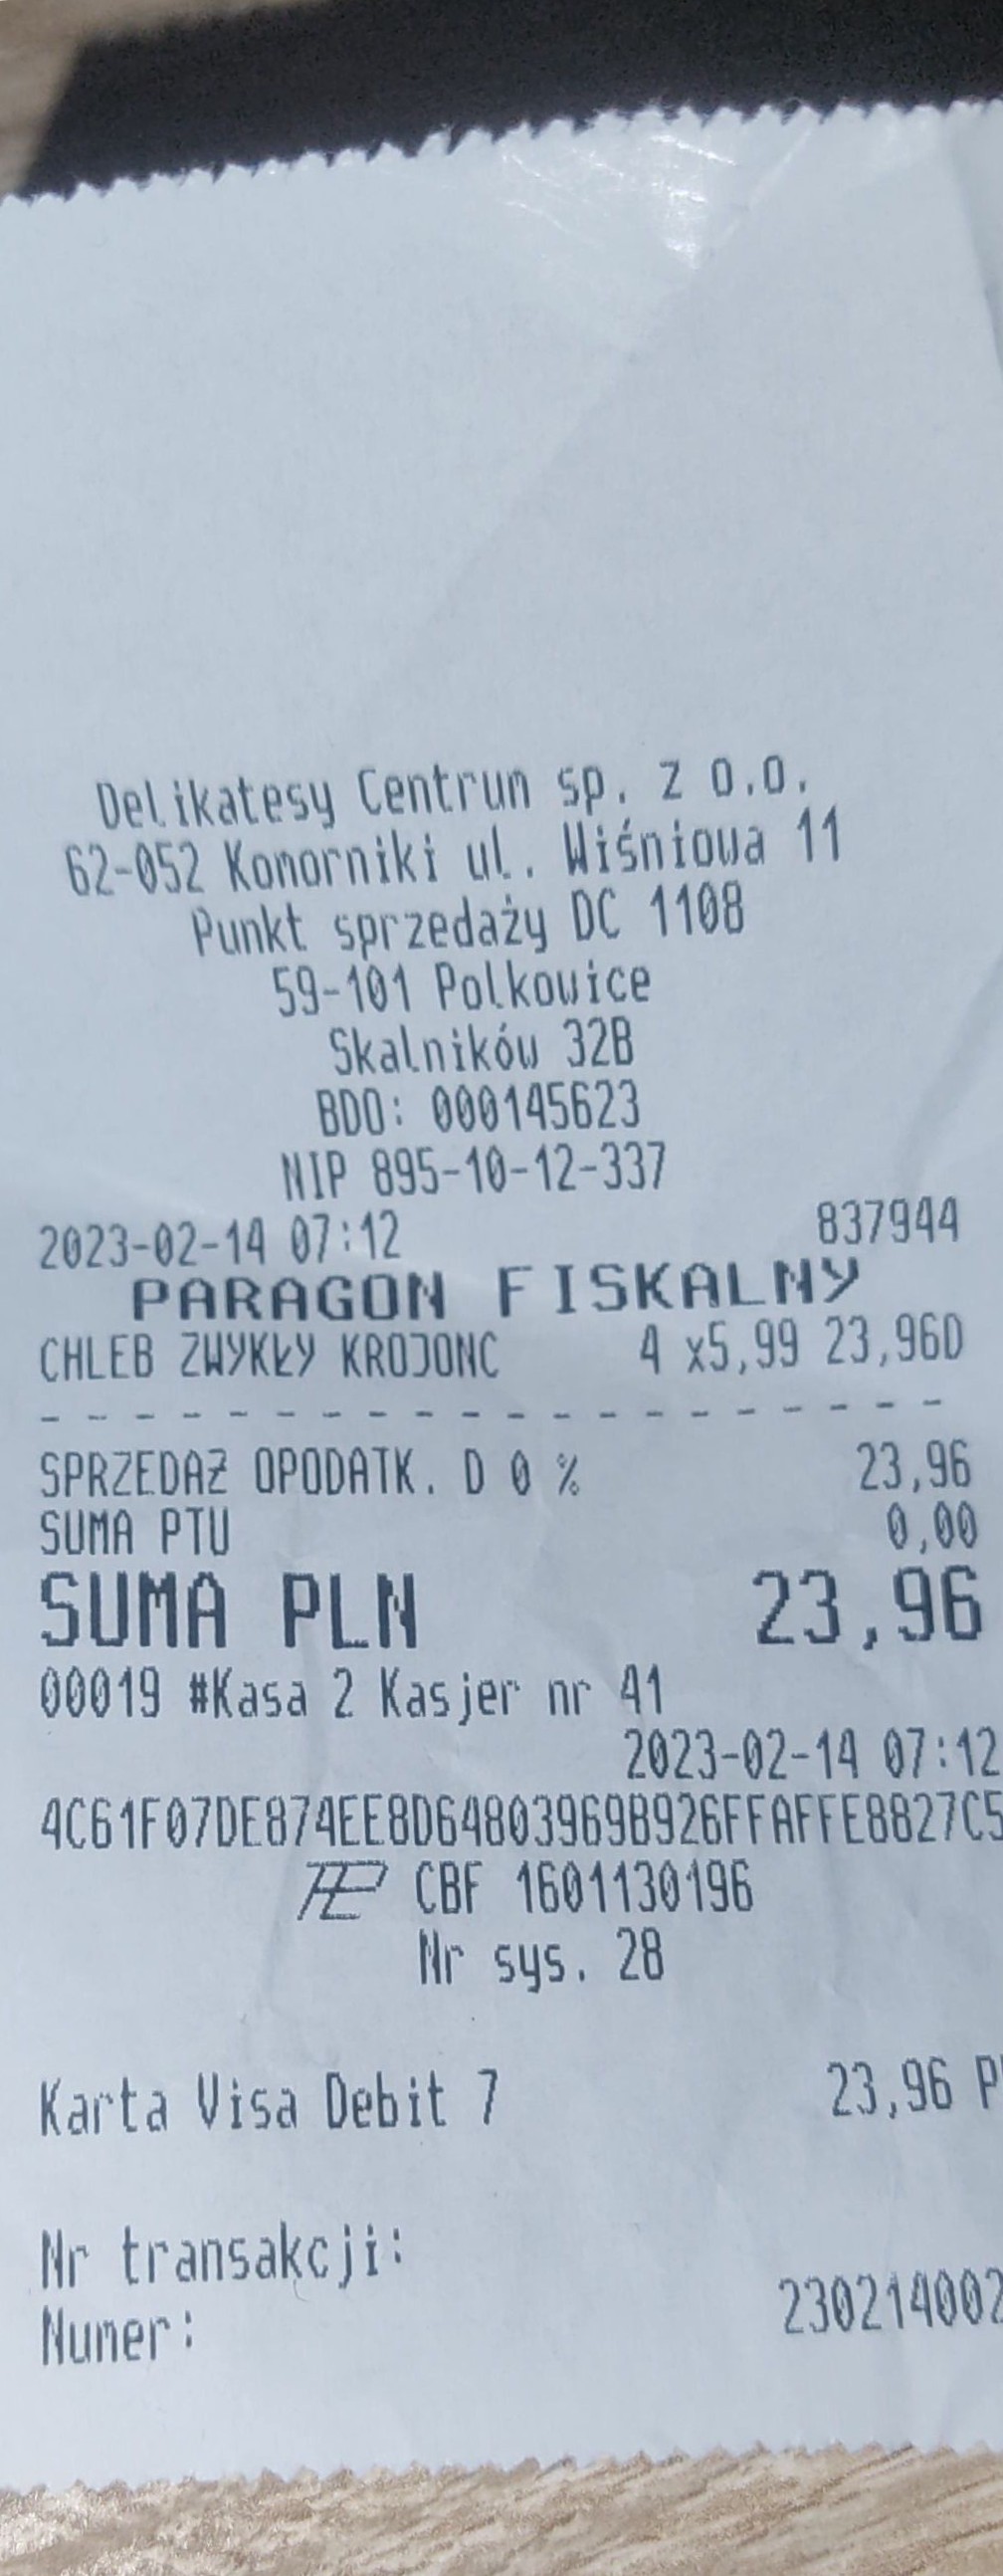 Delikatesy Centrum sp. z o.o.
62-052 Komorniki ul. Wiśniowa 11
Punkt sprzedaży DC 1108
59-101 Polkowice
Skalników 32B
BDO: 000145623
NIP 895-10-12-337
2023-02-14 07:12 837944
PARAGON FISKALNY
CHLEB ZWYKŁY KROJONC 4 x5,99 23,96D
SPRZEDAŻ OPODATK. D 0 % 23,96
SUMA PTU 0,00
SUMA PLN 23,96
00019 #Kasa 2 Kasjer nr 41
2023-02-14 07:12
4C61F07DE874EE8D64803969B926FFAFFE8827C5
CBF 1601130196
Nr sys. 28
Karta Visa Debit 7 23,96 P
Nr transakcji:
Numer: 230214002